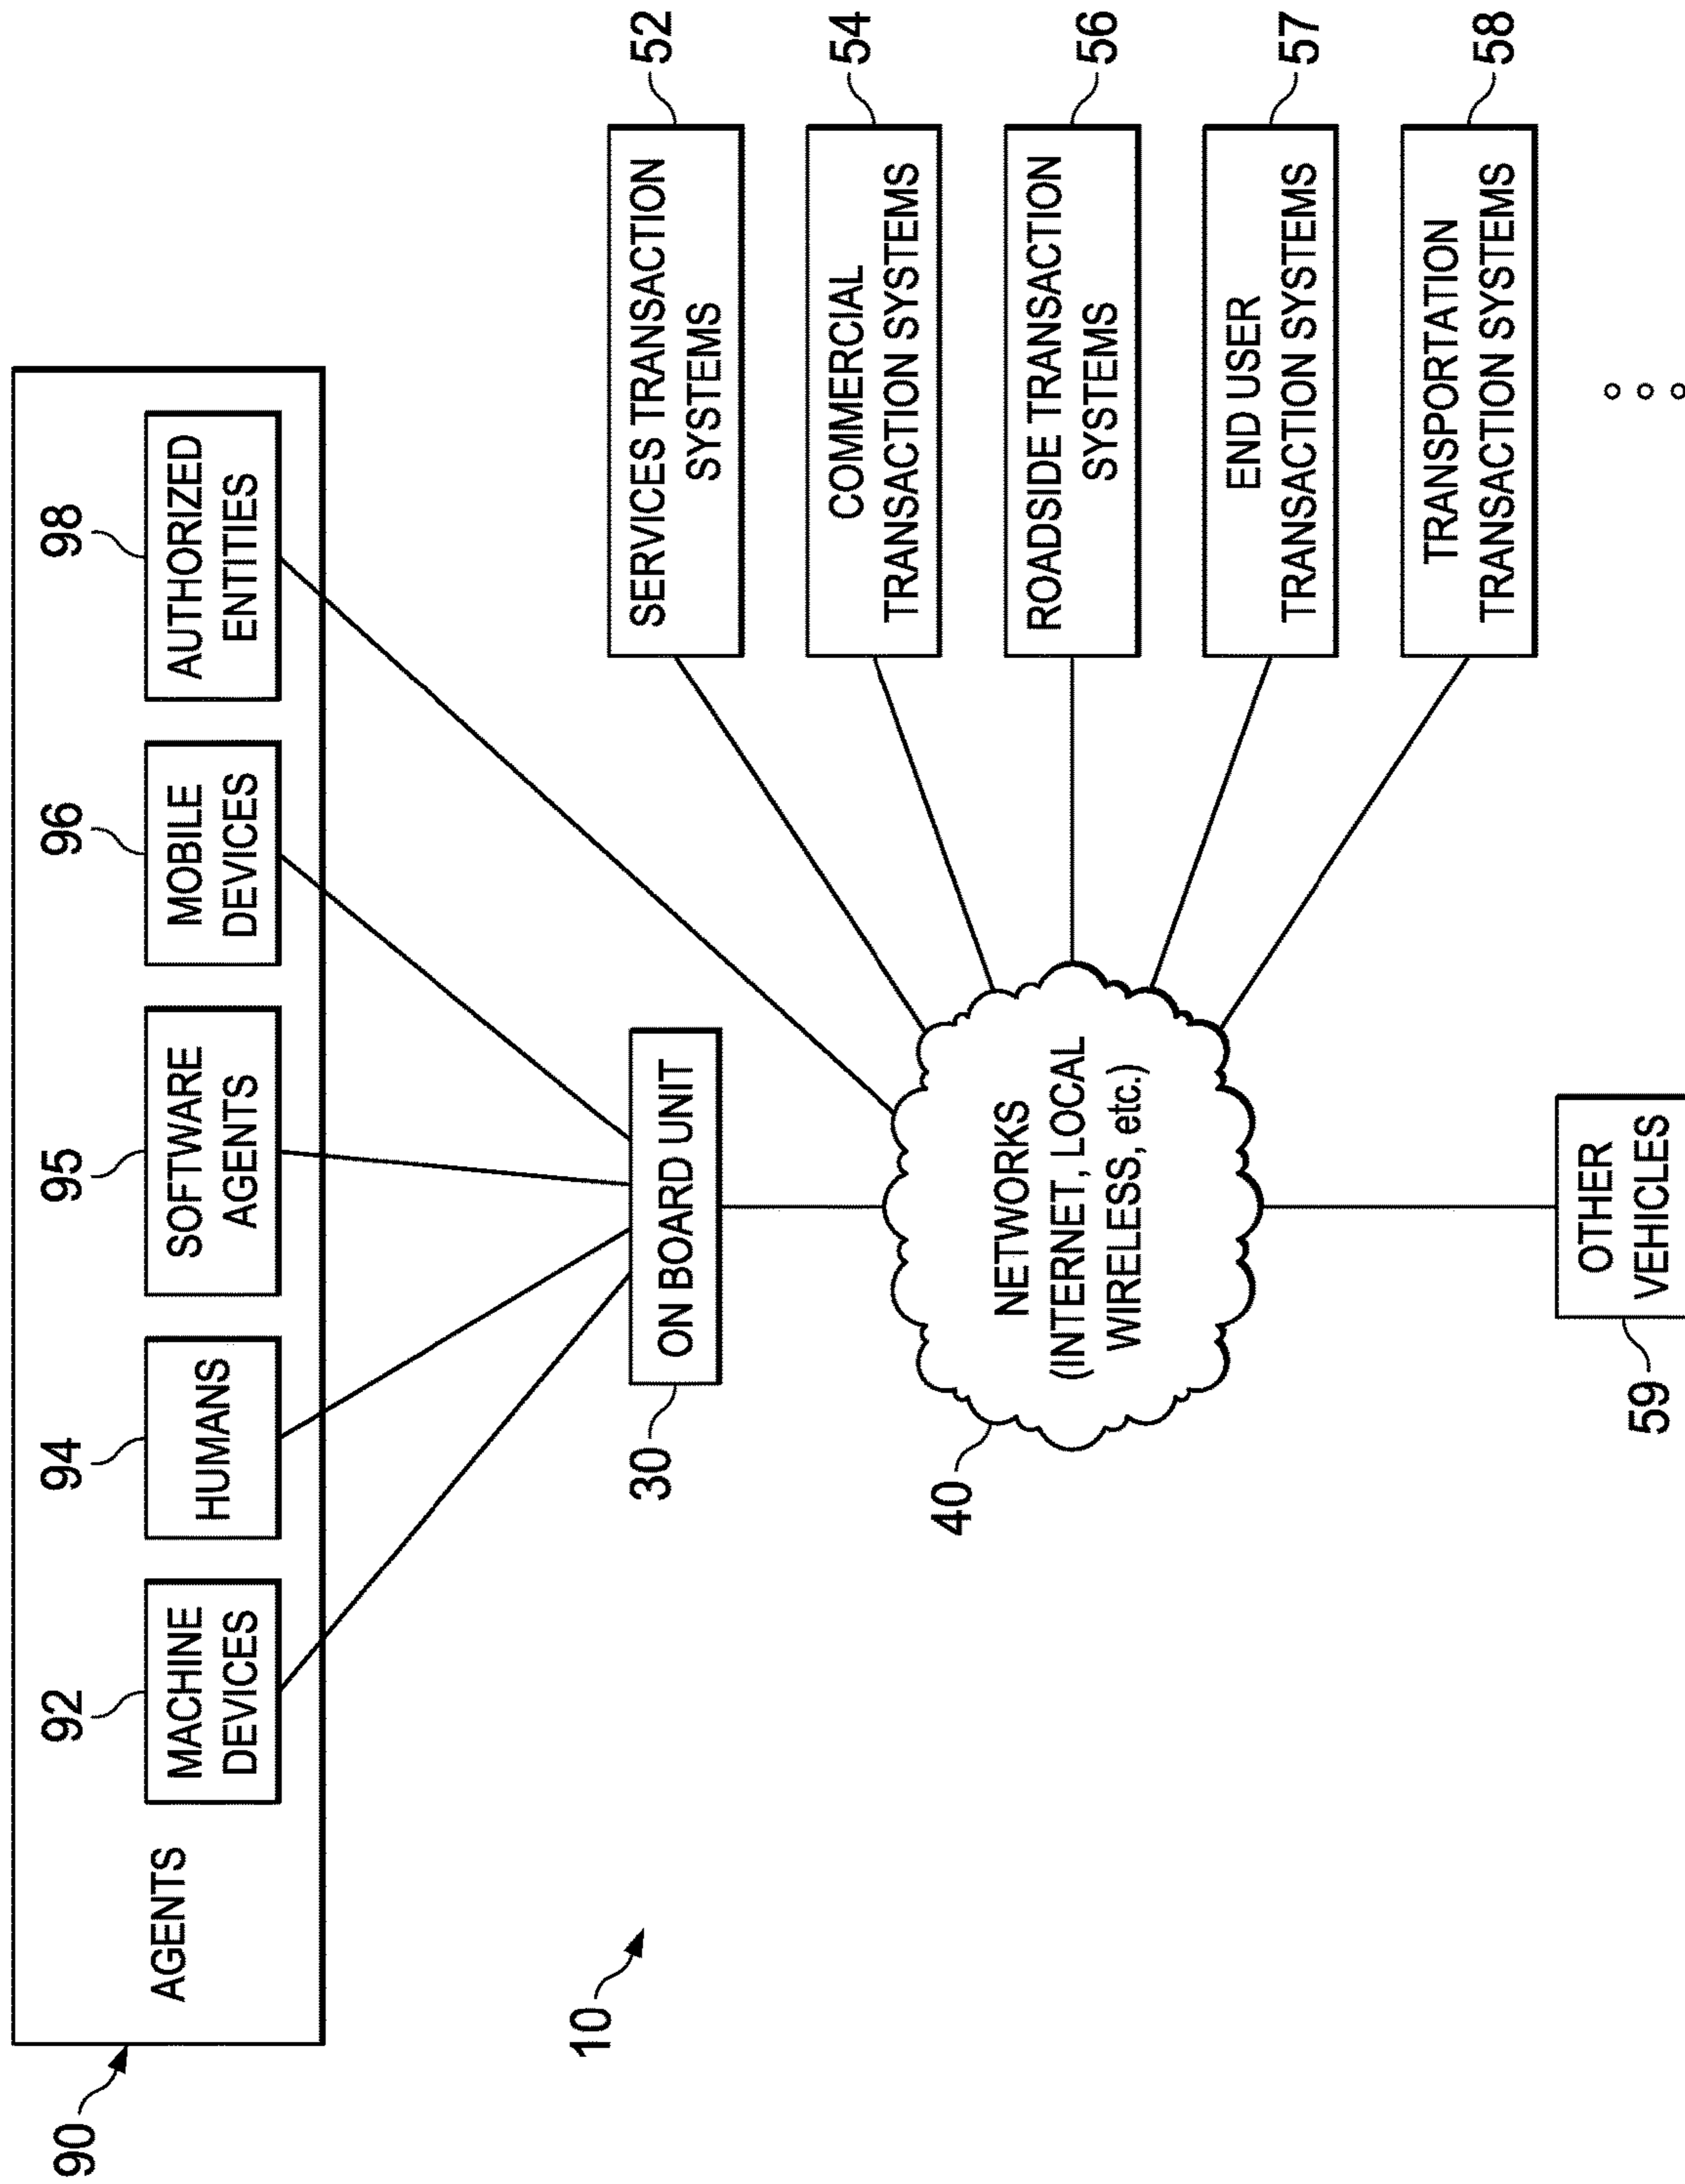 90
AGENTS
92
MACHINE
DEVICES
94
HUMANS
95
SOFTWARE
AGENTS
96
MOBILE
DEVICES
98
AUTHORIZED
ENTITIES
10
30
ON BOARD UNIT
40
NETWORKS
(INTERNET, LOCAL
WIRELESS, etc.)
SERVICES TRANSACTION
SYSTEMS
52
COMMERCIAL
TRANSACTION SYSTEMS
54
ROADSIDE TRANSACTION
SYSTEMS
56
END USER
TRANSACTION SYSTEMS
57
TRANSPORTATION
TRANSACTION SYSTEMS
58
59
OTHER
VEHICLES